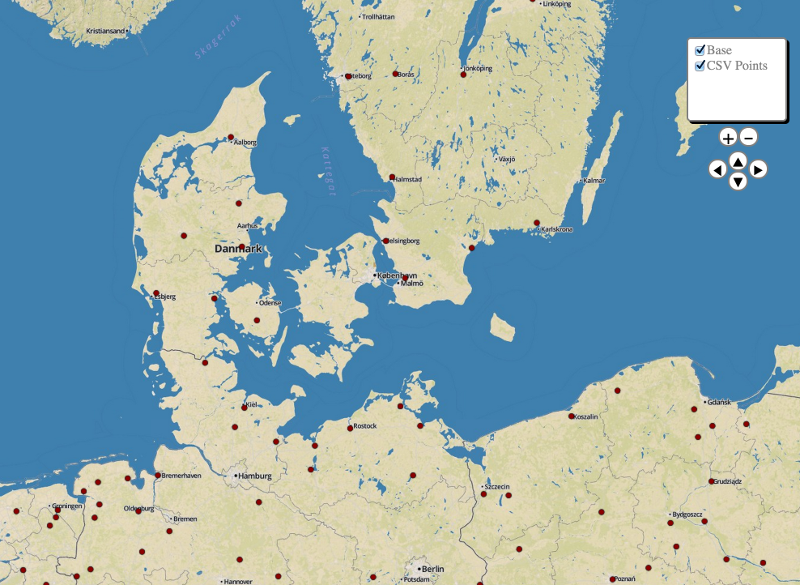 Linköping
Trollhättan
Kristiansand
Skagerrak
Base
CSV Points
Göteborg
Borås
Jönköping
Aalborg
Kattegat
Växjö
Halmstad
Kalmar
Aarhus
Karlskrona
Danmark
Helsingborg
København
Malmö
Esbjerg
Odense
Kiel
Gdańsk
Koszalin
Rostock
Bremerhaven
Hamburg
Grudziądz
Szczecin
Groningen
Oldenburg
Bremen
Bydgoszcz
Berlin
Hannover
Potsdam
Poznań